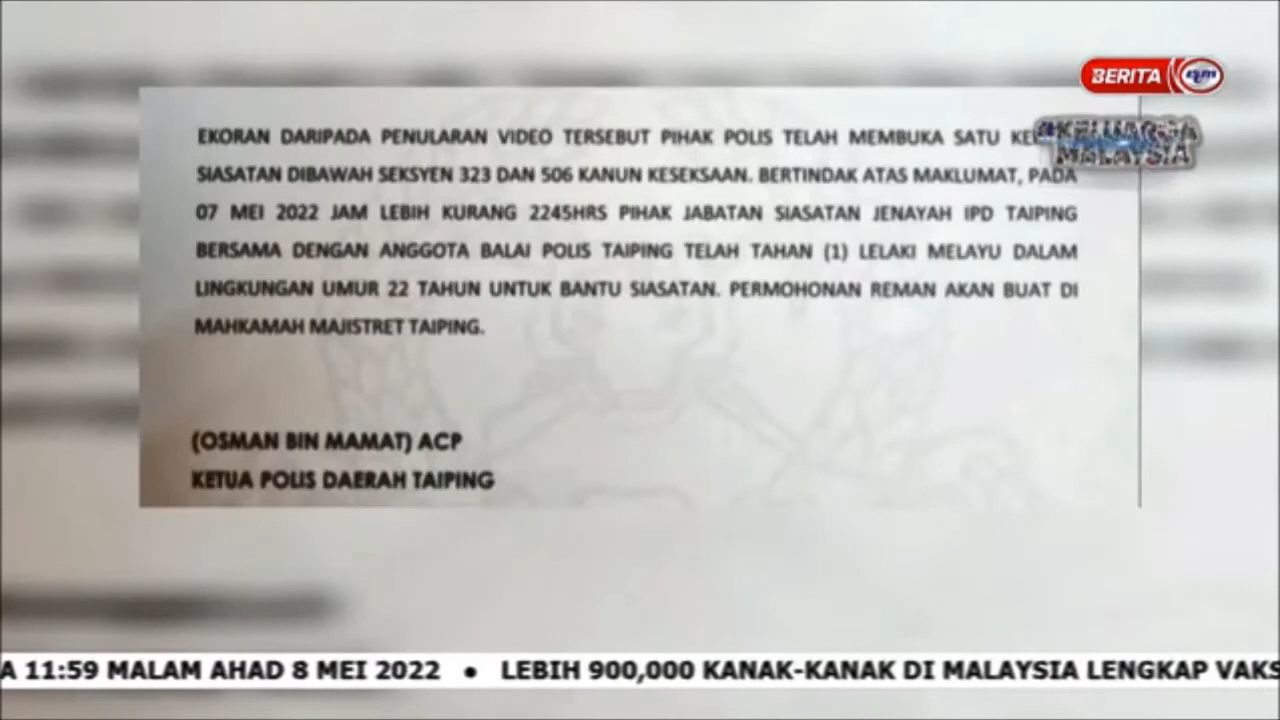 BERITA rtm
#KELUARGA
MALAYSIA
EKORAN DARIPADA PENULARAN VIDEO TERSEBUT PIHAK POLIS TELAH MEMBUKA SATU
SIASATAN DIBAWAH SEKSYEN 323 DAN 506 KANUN KESEKSAAN. BERTINDAK ATAS MAKLUMAT, PADA
07 MEI 2022 JAM LEBIH KURANG 2245HRS PIHAK JABATAN SIASATAN JENAYAH IPD TAIPING
BERSAMA DENGAN ANGGOTA BALAI POLIS TAIPING TELAH TAHAN (1) LELAKI MELAYU DALAM
LINGKUNGAN UMUR 22 TAHUN UNTUK BANTU SIASATAN. PERMOHONAN REMAN AKAN BUAT DI
MAHKAMAH MAJISTRET TAIPING.
(OSMAN BIN MAMAT) ACP
KETUA POLIS DAERAH TAIPING
A 11:59 MALAM AHAD 8 MEI 2022 • LEBIH 900,000 KANAK-KANAK DI MALAYSIA LENGKAP VAKS